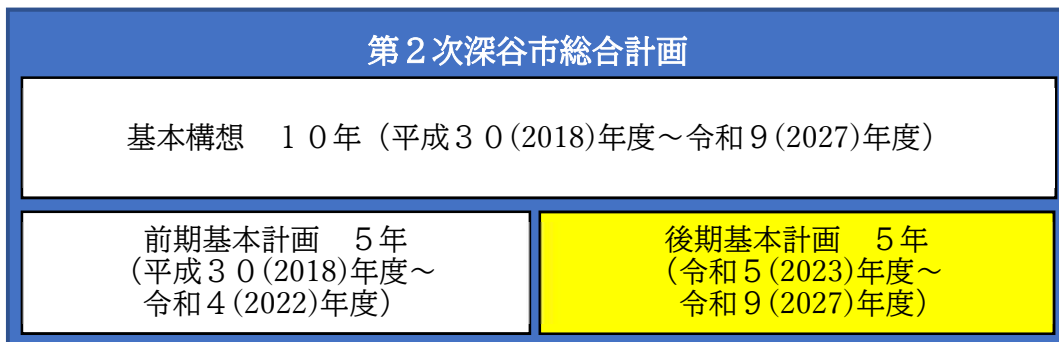 第２次深谷市総合計画
基本構想　１０年（平成３０(2018)年度～令和９(2027)年度）
前期基本計画　５年
（平成３０(2018)年度～
令和４(2022)年度）
後期基本計画　５年
（令和５(2023)年度～
令和９(2027)年度）